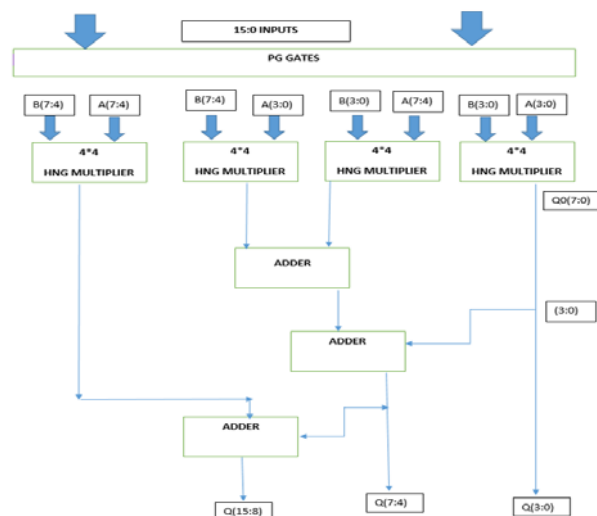 15:0 INPUTS
PG GATES
B(7:4) A(7:4) B(7:4) A(3:0) B(3:0) A(7:4) B(3:0) A(3:0)
4*4 4*4 4*4 4*4
HNG MULTIPLIER HNG MULTIPLIER HNG MULTIPLIER HNG MULTIPLIER
Q0(7:0)
ADDER
(3:0)
ADDER
ADDER
Q(15:8) Q(7:4) Q(3:0)